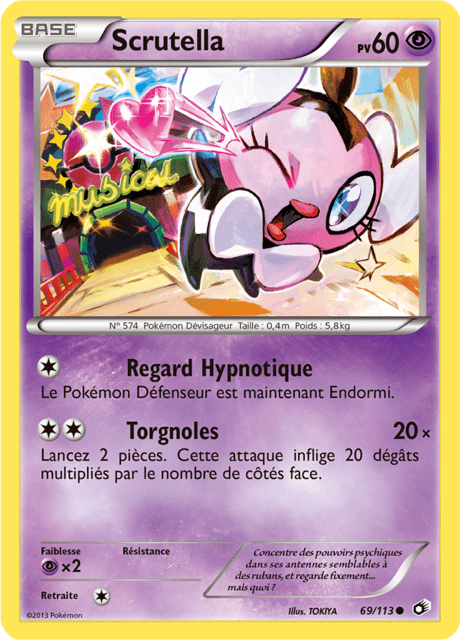 BASE
Scrutella
PV60
musical
N° 574 Pokémon Dévisageur Taille : 0,4m Poids : 5,8kg
Regard Hypnotique
Le Pokémon Défenseur est maintenant Endormi.
Torgnoles 20×
Lancez 2 pièces. Cette attaque inflige 20 dégâts
multipliés par le nombre de côtés face.
Faiblesse Résistance
×2
Concentre des pouvoirs psychiques
dans ses antennes semblables à
des rubans, et regarde fixement...
mais quoi ?
Retraite
©2013 Pokémon
Illus. TOKIYA 69/113